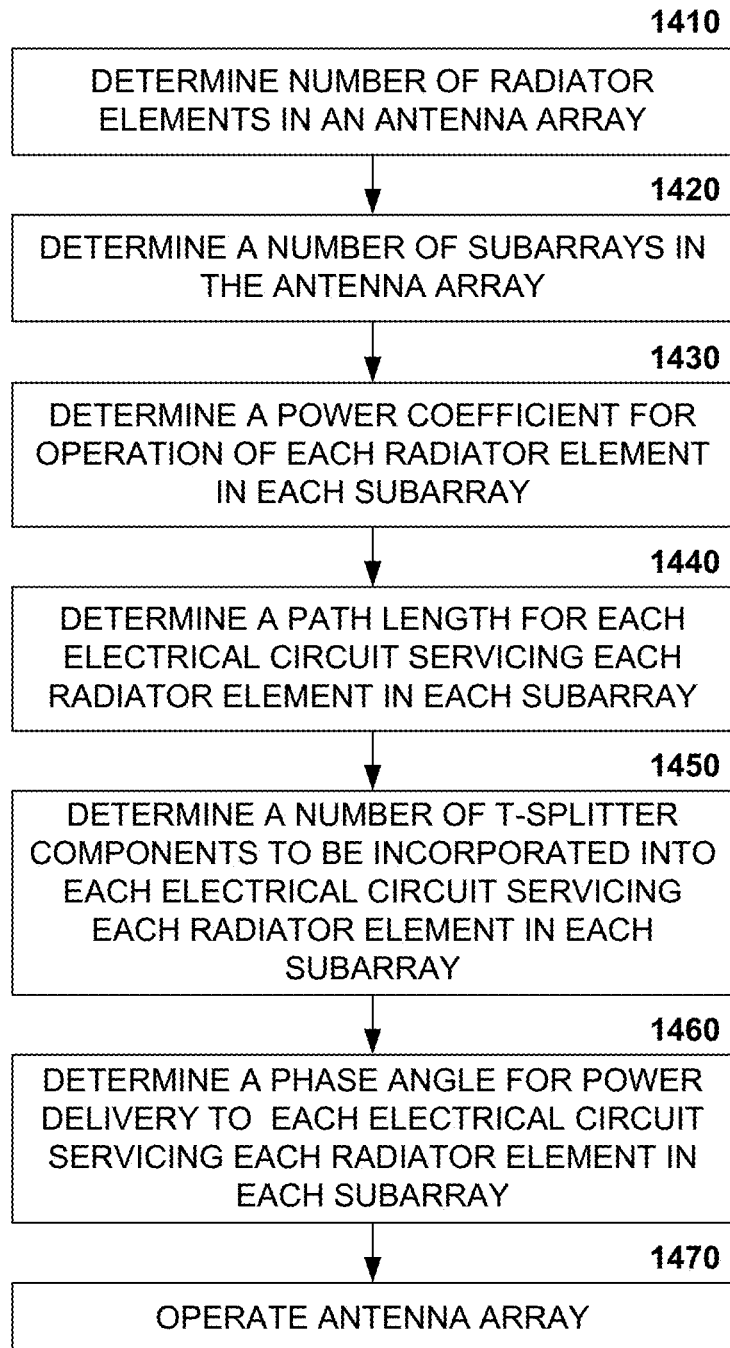 1410
DETERMINE NUMBER OF RADIATOR
ELEMENTS IN AN ANTENNA ARRAY
1420
DETERMINE A NUMBER OF SUBARRAYS IN
THE ANTENNA ARRAY
1430
DETERMINE A POWER COEFFICIENT FOR
OPERATION OF EACH RADIATOR ELEMENT
IN EACH SUBARRAY
1440
DETERMINE A PATH LENGTH FOR EACH
ELECTRICAL CIRCUIT SERVICING EACH
RADIATOR ELEMENT IN EACH SUBARRAY
1450
DETERMINE A NUMBER OF T-SPLITTER
COMPONENTS TO BE INCORPORATED INTO
EACH ELECTRICAL CIRCUIT SERVICING
EACH RADIATOR ELEMENT IN EACH
SUBARRAY
1460
DETERMINE A PHASE ANGLE FOR POWER
DELIVERY TO EACH ELECTRICAL CIRCUIT
SERVICING EACH RADIATOR ELEMENT IN
EACH SUBARRAY
1470
OPERATE ANTENNA ARRAY